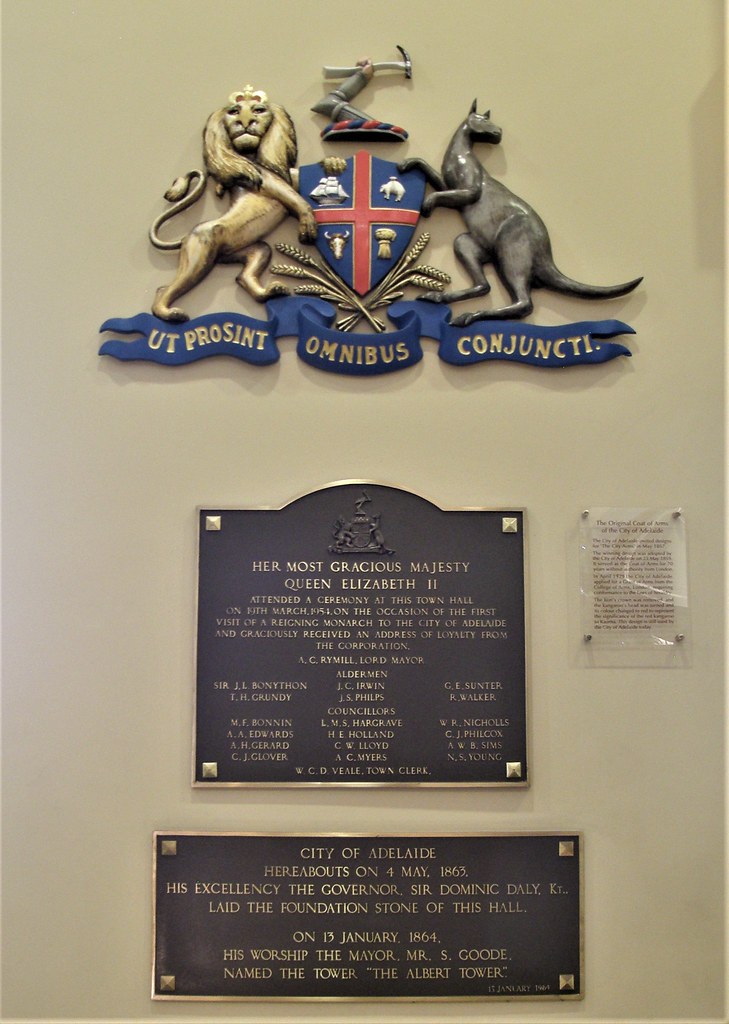 UT PROSINT OMNIBUS CONJUNCTI.
HER MOST GRACIOUS MAJESTY
QUEEN ELIZABETH II
ATTENDED A CEREMONY AT THIS TOWN HALL
ON 19TH MARCH, 1954, ON THE OCCASION OF THE FIRST
VISIT OF A REIGNING MONARCH TO THE CITY OF ADELAIDE
AND GRACIOUSLY RECEIVED AN ADDRESS OF LOYALTY FROM
THE CORPORATION.
A. C. RYMILL, LORD MAYOR
ALDERMEN
SIR J. L. BONYTHON J. C. IRWIN G. E. SUNTER
T. H. GRUNDY J. S. PHILPS R. WALKER
COUNCILLORS
M. F. BONNIN L. M. S. HARGRAVE W. R. NICHOLLS
A. A. EDWARDS H. E. HOLLAND C. J. PHILCOX
A. H. GERARD C. W. LLOYD A. W. B. SIMS
C. J. GLOVER A. C. MYERS N. S. YOUNG
W. C. D. VEALE, TOWN CLERK.
The Original Coat of Arms
of the City of Adelaide
CITY OF ADELAIDE
HEREABOUTS ON 4 MAY, 1863,
HIS EXCELLENCY THE GOVERNOR, SIR DOMINIC DALY, KT.,
LAID THE FOUNDATION STONE OF THIS HALL.
ON 13 JANUARY, 1864,
HIS WORSHIP THE MAYOR, MR. S. GOODE,
NAMED THE TOWER "THE ALBERT TOWER".
13 JANUARY 1964